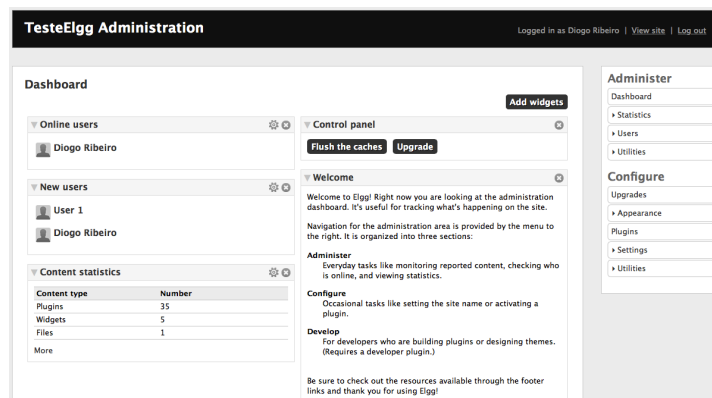 TesteElgg Administration
Logged in as Diogo Ribeiro | View site | Log out
Dashboard
Add widgets
Online users
Diogo Ribeiro
New users
User 1
Diogo Ribeiro
Content statistics
Content type Number
Plugins 35
Widgets 5
Files 1
More
Control panel
Flush the caches Upgrade
Welcome
Welcome to Elgg! Right now you are looking at the administration
dashboard. It's useful for tracking what's happening on the site.
Navigation for the administration area is provided by the menu to
the right. It is organized into three sections:
Administer
Everyday tasks like monitoring reported content, checking who
is online, and viewing statistics.
Configure
Occasional tasks like setting the site name or activating a
plugin.
Develop
For developers who are building plugins or designing themes.
(Requires a developer plugin.)
Be sure to check out the resources available through the footer
links and thank you for using Elgg!
Administer
Dashboard
Statistics
Users
Utilities
Configure
Upgrades
Appearance
Plugins
Settings
Utilities